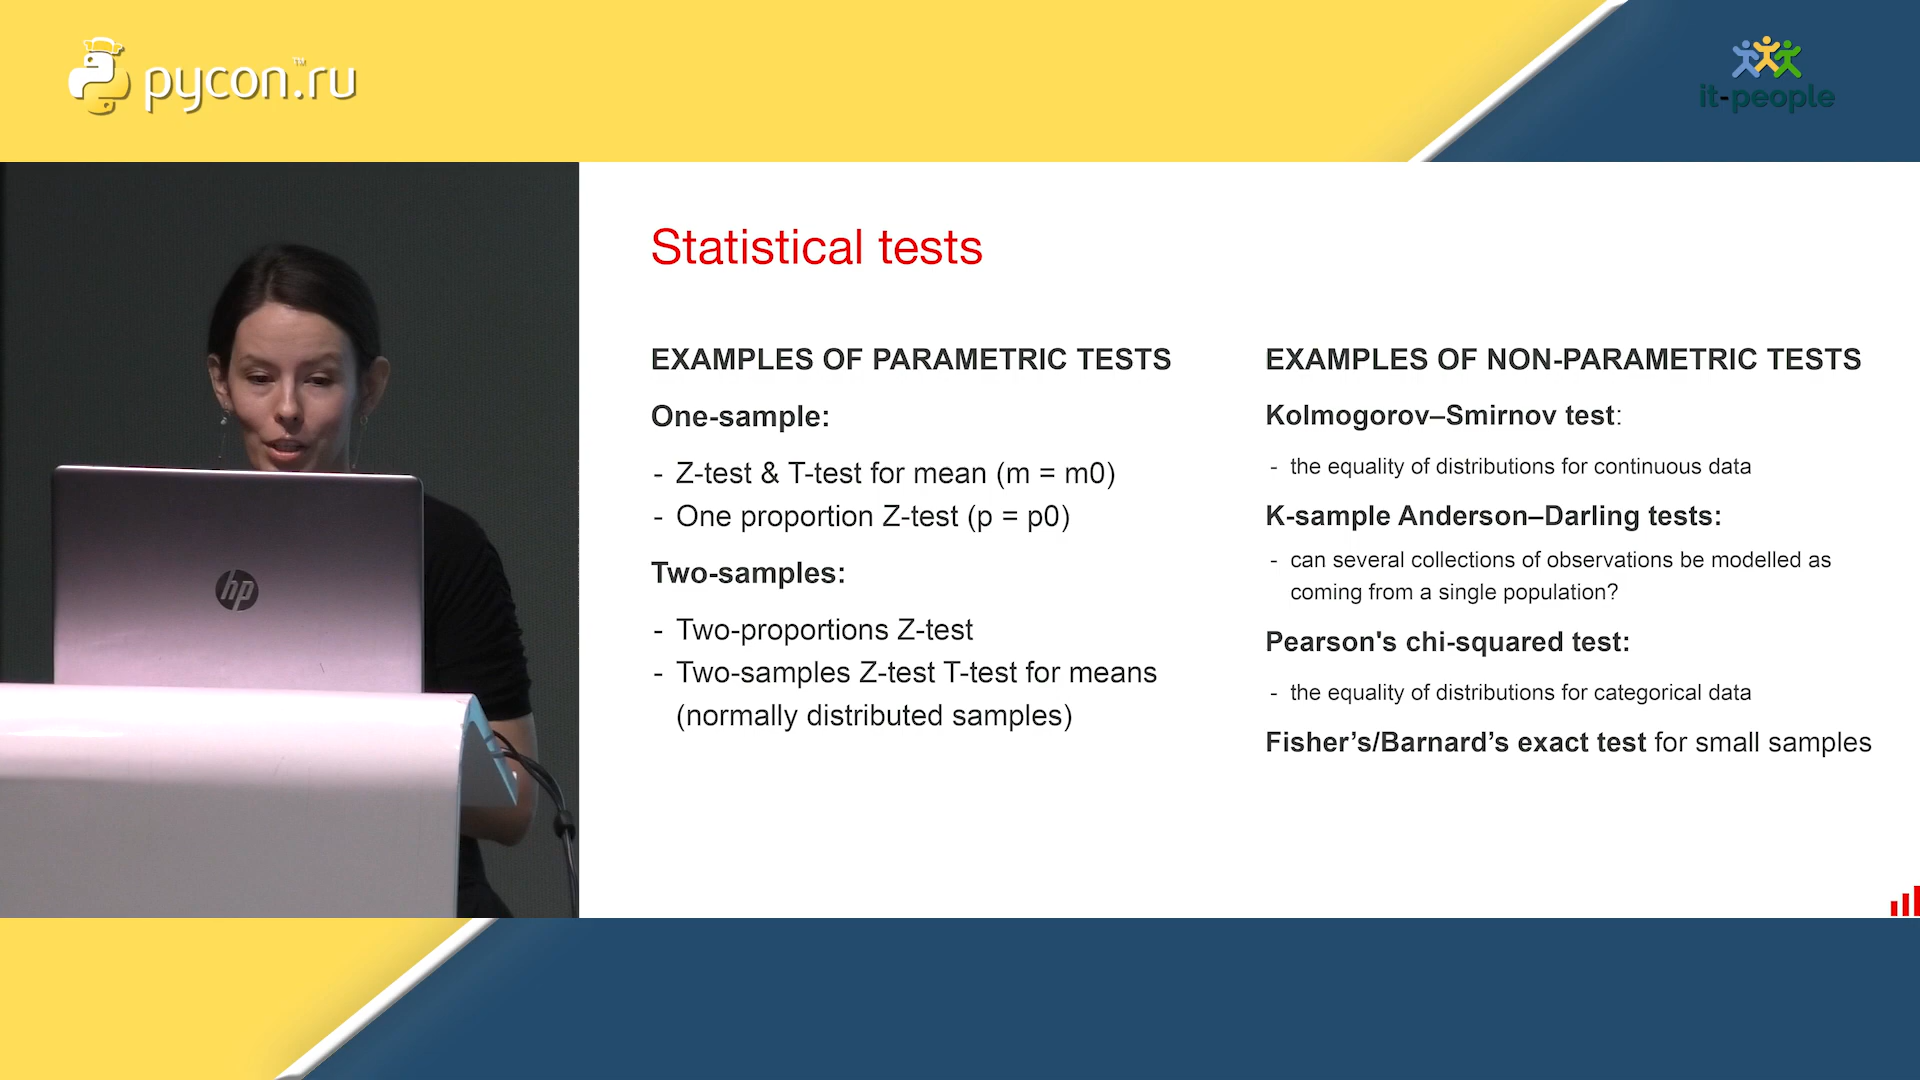 pycon.ru
TM
it-people
Statistical tests
EXAMPLES OF PARAMETRIC TESTS
One-sample:
- Z-test & T-test for mean (m = m0)
- One proportion Z-test (p = p0)
Two-samples:
- Two-proportions Z-test
- Two-samples Z-test T-test for means
(normally distributed samples)
EXAMPLES OF NON-PARAMETRIC TESTS
Kolmogorov–Smirnov test:
- the equality of distributions for continuous data
K-sample Anderson–Darling tests:
- can several collections of observations be modelled as
coming from a single population?
Pearson's chi-squared test:
- the equality of distributions for categorical data
Fisher’s/Barnard’s exact test for small samples
hp